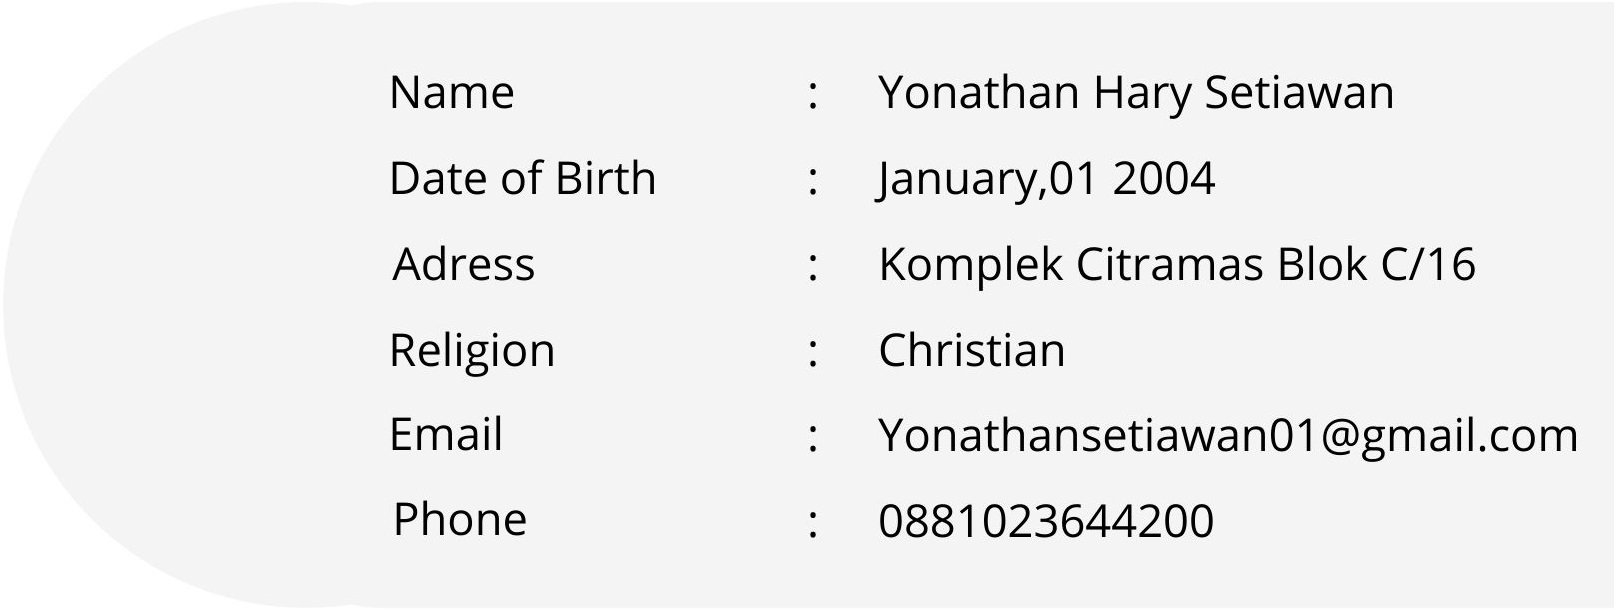 Name : Yonathan Hary Setiawan
Date of Birth : January,01 2004
Adress : Komplek Citramas Blok C/16
Religion : Christian
Email : Yonathansetiawan01@gmail.com
Phone : 0881023644200